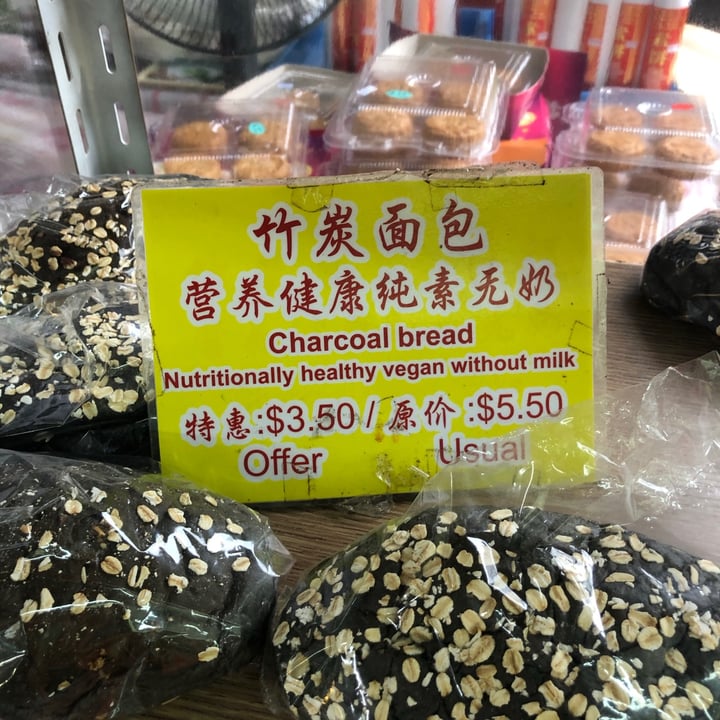 竹炭面包
营养健康纯素无奶
Charcoal bread
Nutritionally healthy vegan without milk
特惠:$3.50 / 原价:$5.50
Offer Usual